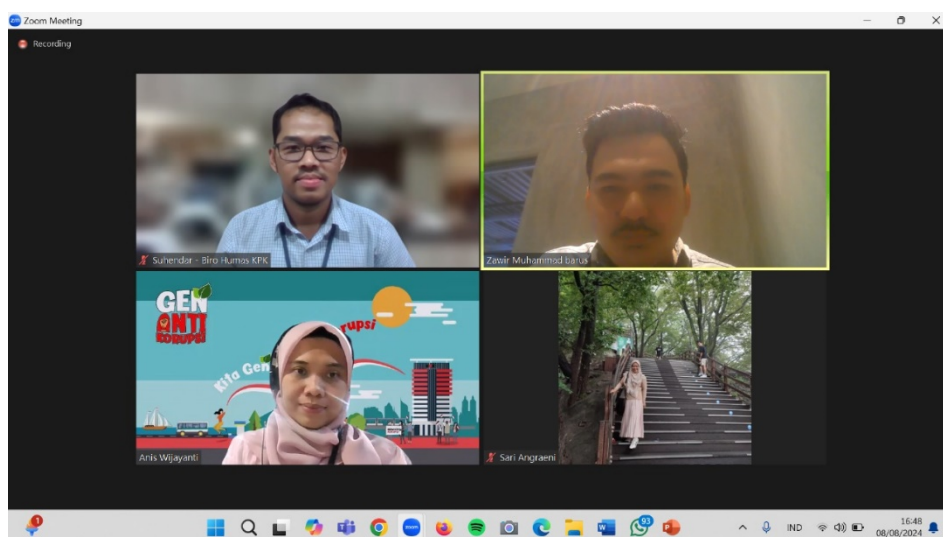 Zoom Meeting
Recording
Suhendar - Biro Humas KPK
Zawir Muhammad barus
GEN
ANTI
KORUPSI
Kita Gen
rupsi
Anis Wijayanti
Sari Angraeni
93
IND
16:48
08/08/2024